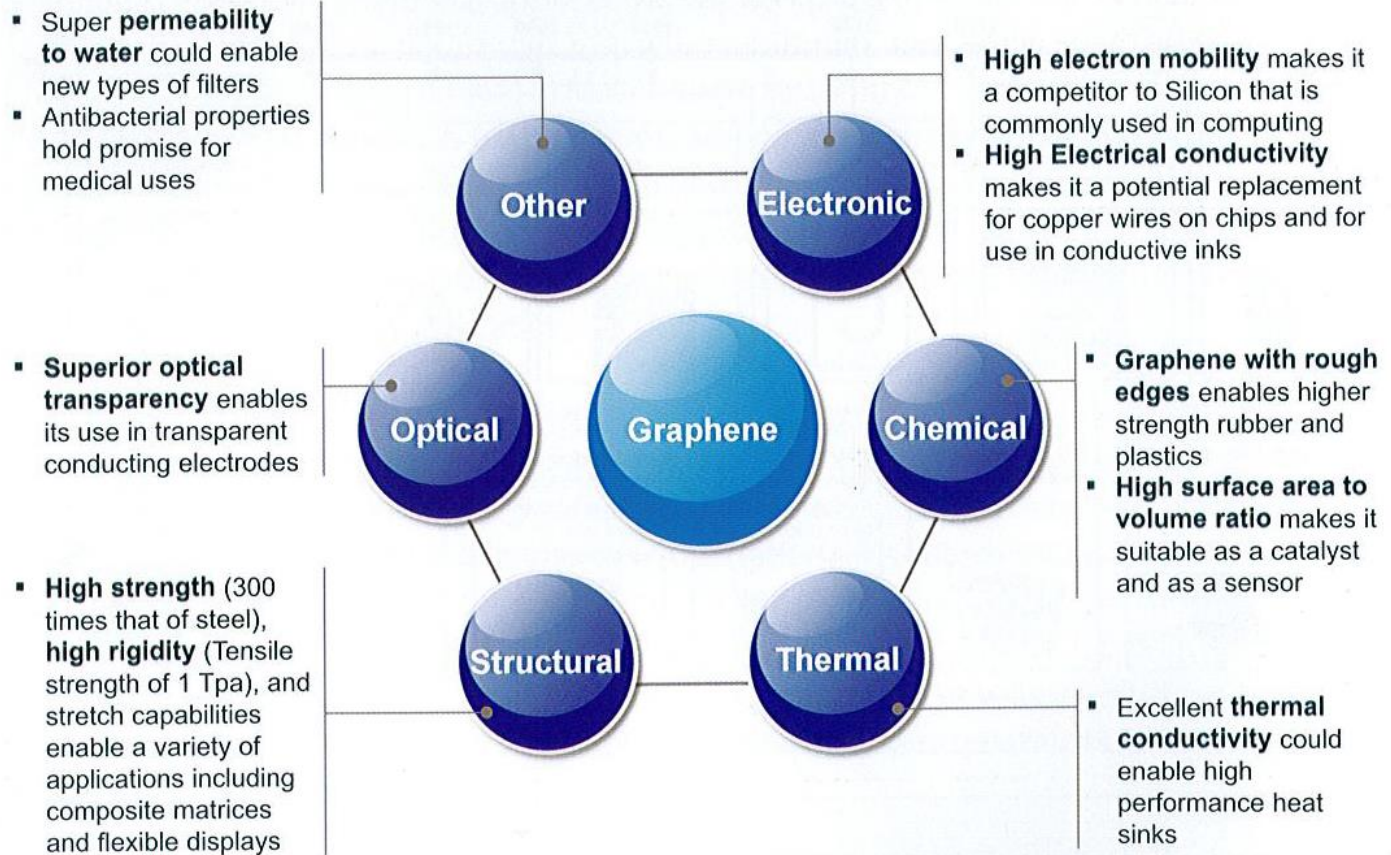 ▪ Super permeability
to water could enable
new types of filters
▪ Antibacterial properties
hold promise for
medical uses
▪ High electron mobility makes it
a competitor to Silicon that is
commonly used in computing
▪ High Electrical conductivity
makes it a potential replacement
for copper wires on chips and for
use in conductive inks
Other
Electronic
▪ Superior optical
transparency enables
its use in transparent
conducting electrodes
Optical
Graphene
Chemical
▪ Graphene with rough
edges enables higher
strength rubber and
plastics
▪ High surface area to
volume ratio makes it
suitable as a catalyst
and as a sensor
▪ High strength (300
times that of steel),
high rigidity (Tensile
strength of 1 Tpa), and
stretch capabilities
enable a variety of
applications including
composite matrices
and flexible displays
Structural
Thermal
▪ Excellent thermal
conductivity could
enable high
performance heat
sinks